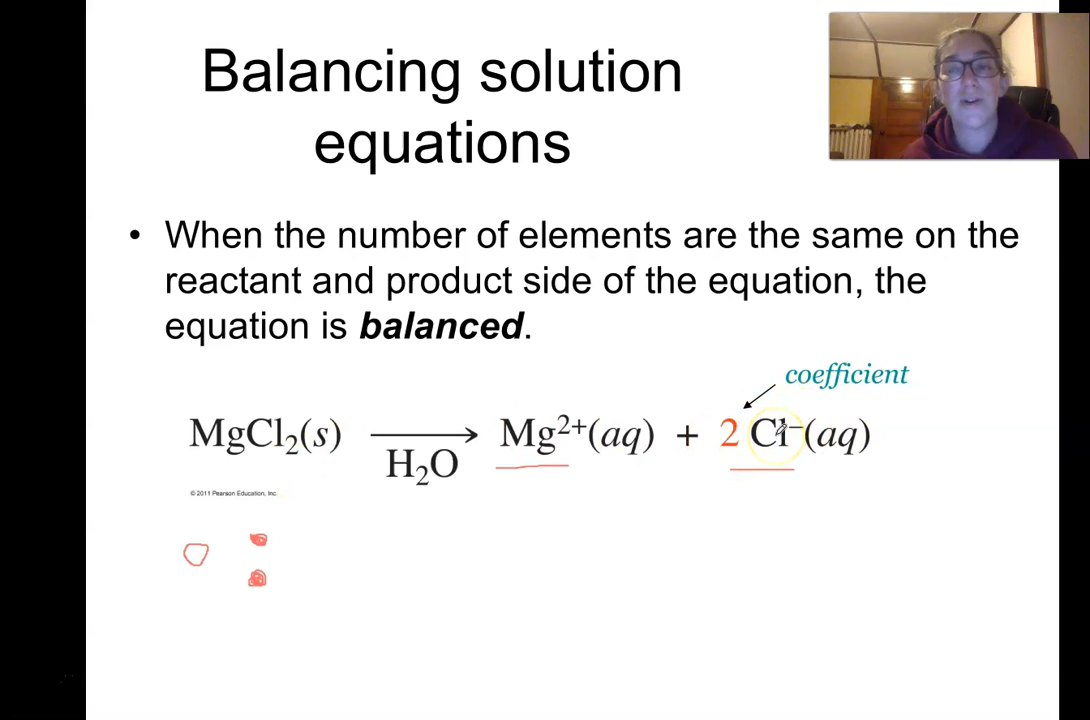 Balancing solution
equations
• When the number of elements are the same on the
reactant and product side of the equation, the
equation is balanced.
coefficient
MgCl₂(s) ⟶ Mg²⁺(aq) + 2 Cl⁻(aq)
H₂O
© 2011 Pearson Education, Inc.